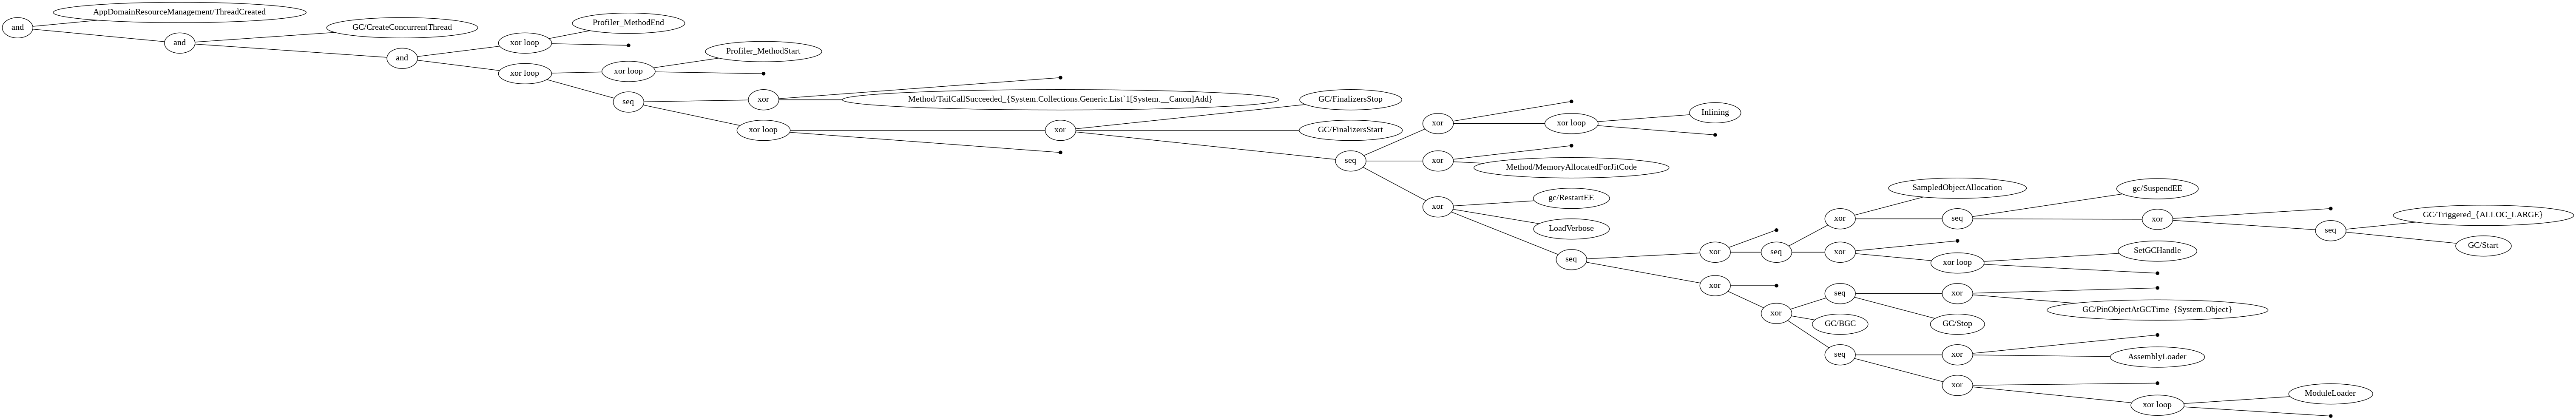 AppDomainResourceManagement/ThreadCreated
and
GC/CreateConcurrentThread
and
Profiler_MethodEnd
xor loop
and
Profiler_MethodStart
xor loop
xor loop
seq
xor
Method/TailCallSucceeded_{System.Collections.Generic.List`1[System.__Canon]Add}
GC/FinalizersStop
xor loop
xor
GC/FinalizersStart
Inlining
xor
xor loop
seq
xor
Method/MemoryAllocatedForJitCode
xor
gc/RestartEE
LoadVerbose
SampledObjectAllocation
gc/SuspendEE
xor
seq
xor
GC/Triggered_{ALLOC_LARGE}
seq
GC/Start
seq
xor
seq
xor
xor loop
SetGCHandle
xor
seq
xor
GC/PinObjectAtGCTime_{System.Object}
xor
GC/BGC
GC/Stop
seq
xor
AssemblyLoader
xor
xor loop
ModuleLoader